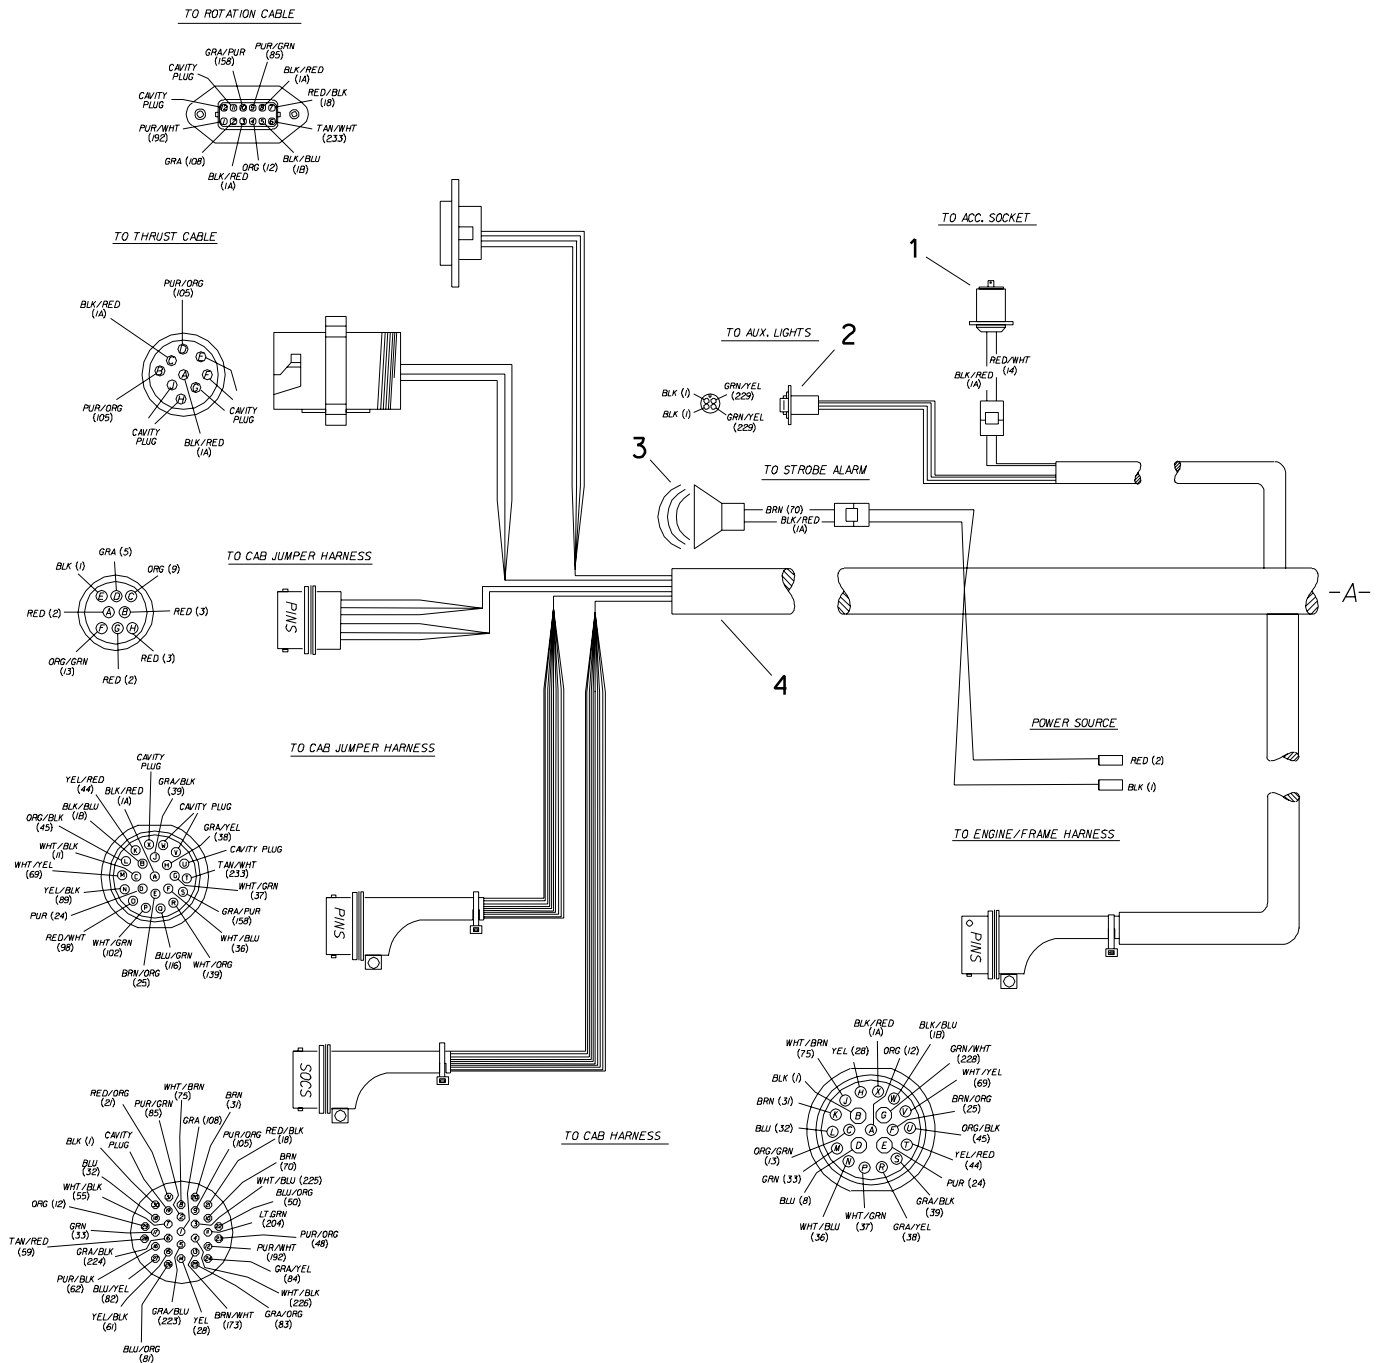 TO ROTATION CABLE
GRA/PUR
(158)
PUR/GRN
(85)
CAVITY
PLUG
BLK/RED
(1A)
CAVITY
PLUG
RED/BLK
(18)
PUR/WHT
(192)
TAN/WHT
(233)
GRA (108)
ORG (12)
BLK/BLU
(1B)
BLK/RED
(1A)
TO THRUST CABLE
PUR/ORG
(105)
BLK/RED
(1A)
PUR/ORG
(105)
CAVITY
PLUG
CAVITY
PLUG
BLK/RED
(1A)
TO ACC. SOCKET
1
RED/WHT
(14)
BLK/RED
(1A)
TO AUX. LIGHTS
2
BLK (1)
GRN/YEL
(229)
BLK (1)
GRN/YEL
(229)
3
TO STROBE ALARM
BRN (70)
BLK/RED
(1A)
TO CAB JUMPER HARNESS
PINS
GRA (5)
BLK (1)
ORG (9)
E D C
RED (2)
A B
RED (3)
F G H
ORG/GRN
(13)
RED (3)
RED (2)
-A-
4
POWER SOURCE
RED (2)
BLK (1)
TO CAB JUMPER HARNESS
PINS
CAVITY
PLUG
YEL/RED
(44)
GRA/BLK
(39)
BLK/RED
(1A)
CAVITY PLUG
BLK/BLU
(1B)
ORG/BLK
(45)
GRA/YEL
(38)
WHT/BLK
(11)
CAVITY PLUG
WHT/YEL
(69)
TAN/WHT
(233)
YEL/BLK
(89)
WHT/GRN
(37)
PUR (24)
GRA/PUR
(158)
RED/WHT
(98)
WHT/BLU
(36)
WHT/GRN
(102)
BLU/GRN
(116)
WHT/ORG
(139)
BRN/ORG
(25)
TO ENGINE/FRAME HARNESS
PINS
BLK/RED
(1A)
BLK/BLU
(1B)
WHT/BRN
(75)
YEL (28)
ORG (12)
GRN/WHT
(228)
WHT/YEL
(69)
BLK (1)
BRN (31)
BRN/ORG
(25)
BLU (32)
ORG/BLK
(45)
ORG/GRN
(13)
YEL/RED
(44)
GRN (33)
PUR (24)
BLU (8)
GRA/BLK
(39)
WHT/BLU
(36)
WHT/GRN
(37)
GRA/YEL
(38)
TO CAB HARNESS
SOCS
RED/ORG
(21)
WHT/BRN
(75)
PUR/GRN
(85)
BRN
(31)
GRA (108)
BLK (1)
CAVITY
PLUG
PUR/ORG
(105)
RED/BLK
(18)
BLU
(32)
BRN
(70)
WHT/BLK
(55)
WHT/BLU (225)
BLU/ORG
(50)
ORG (12)
LT.GRN
(204)
GRN
(33)
TAN/RED
(59)
PUR/ORG
(48)
GRA/BLK
(224)
PUR/WHT
(192)
PUR/BLK
(62)
GRA/YEL
(84)
BLU/YEL
(82)
WHT/BLK
(226)
YEL/BLK
(61)
GRA/BLU
(223)
YEL
(28)
BRN/WHT
(173)
GRA/ORG
(83)
BLU/ORG
(81)